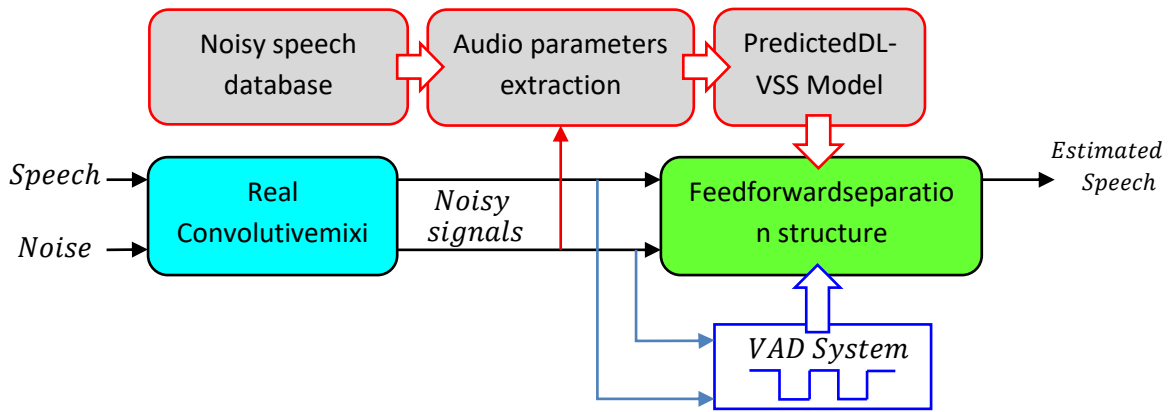 Noisy speech
database
Audio parameters
extraction
PredictedDL-
VSS Model
Speech
Noise
Real
Convolutivemixi
Noisy
signals
Feedforwardseparatio
n structure
Estimated
Speech
VAD System